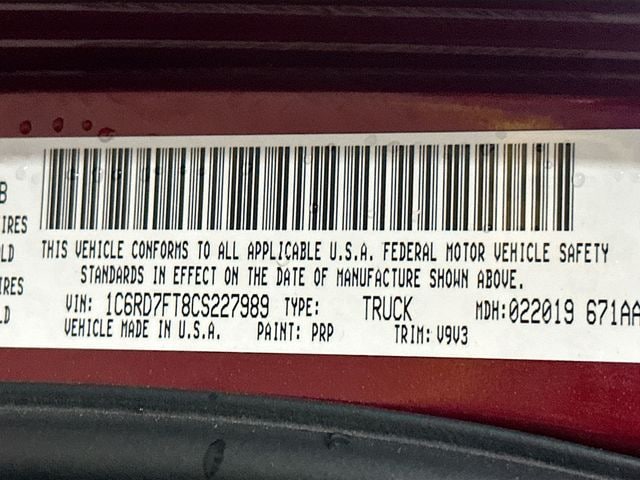 B
IRES
LD
IRES
LD
THIS VEHICLE CONFORMS TO ALL APPLICABLE U.S.A. FEDERAL MOTOR VEHICLE SAFETY
STANDARDS IN EFFECT ON THE DATE OF MANUFACTURE SHOWN ABOVE.
VIN: 1C6RD7FT8CS227989 TYPE: TRUCK MDH:022019 671AA
VEHICLE MADE IN U.S.A. PAINT: PRP TRIM: V9V3